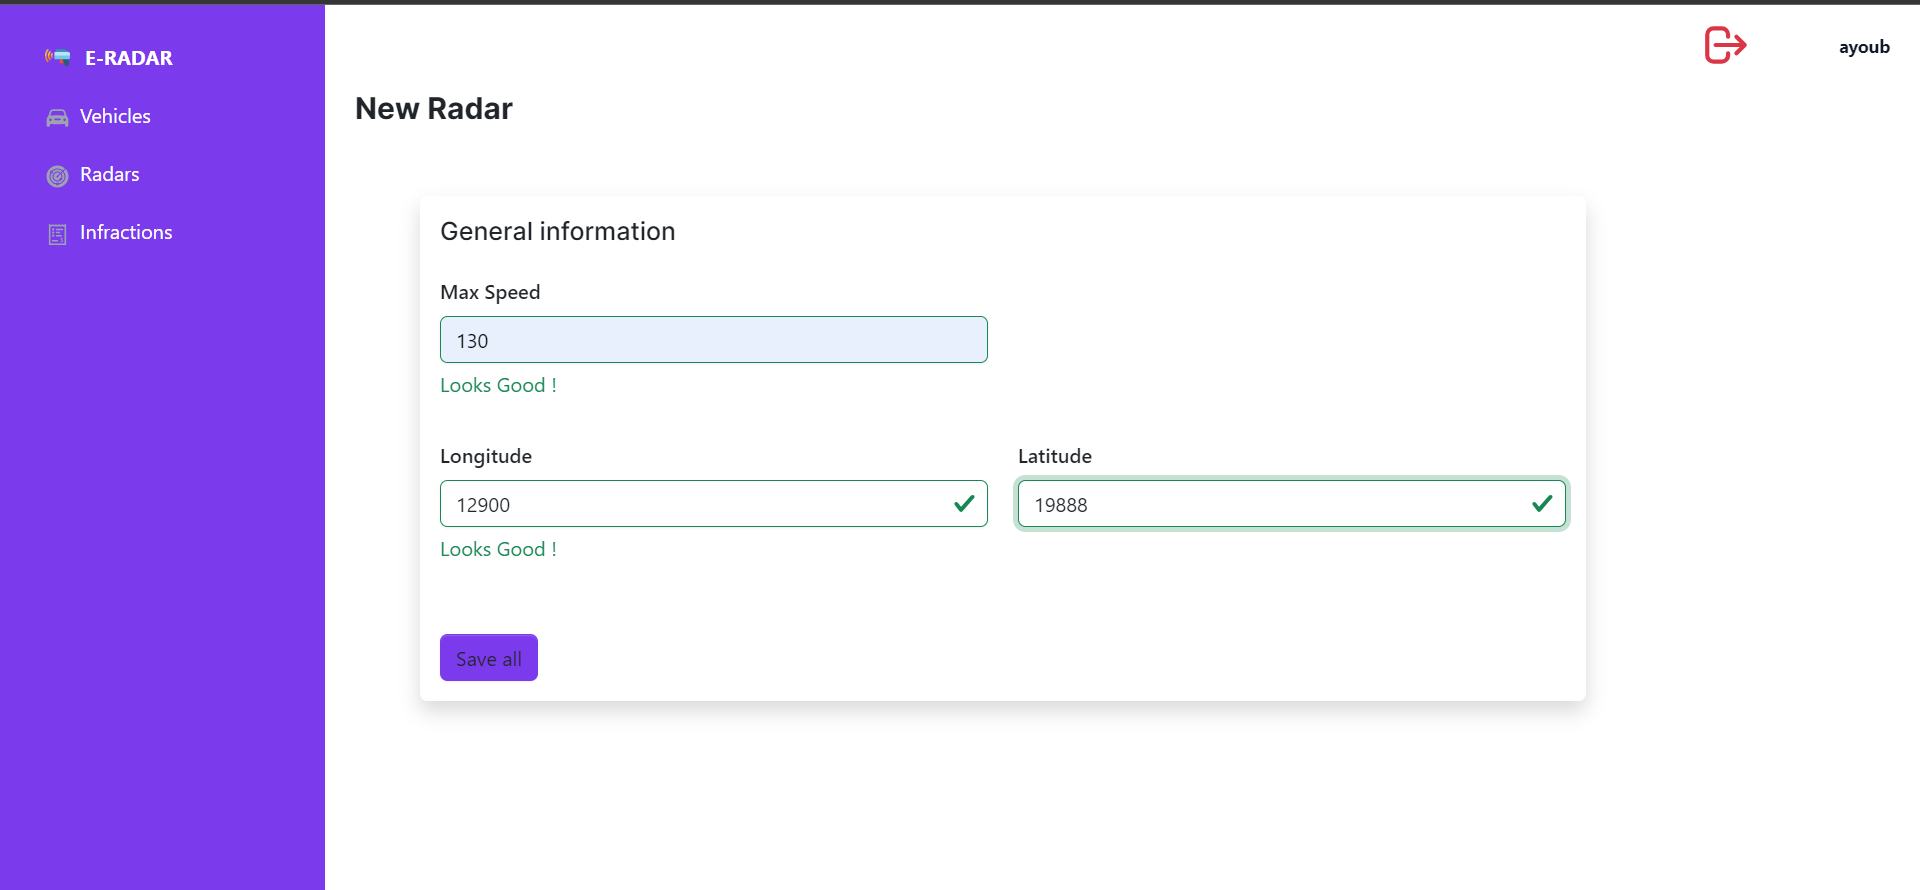 E-RADAR
Vehicles
Radars
Infractions
ayoub
New Radar
General information
Max Speed
130
Looks Good !
Longitude
Latitude
12900
19888
Looks Good !
Save all